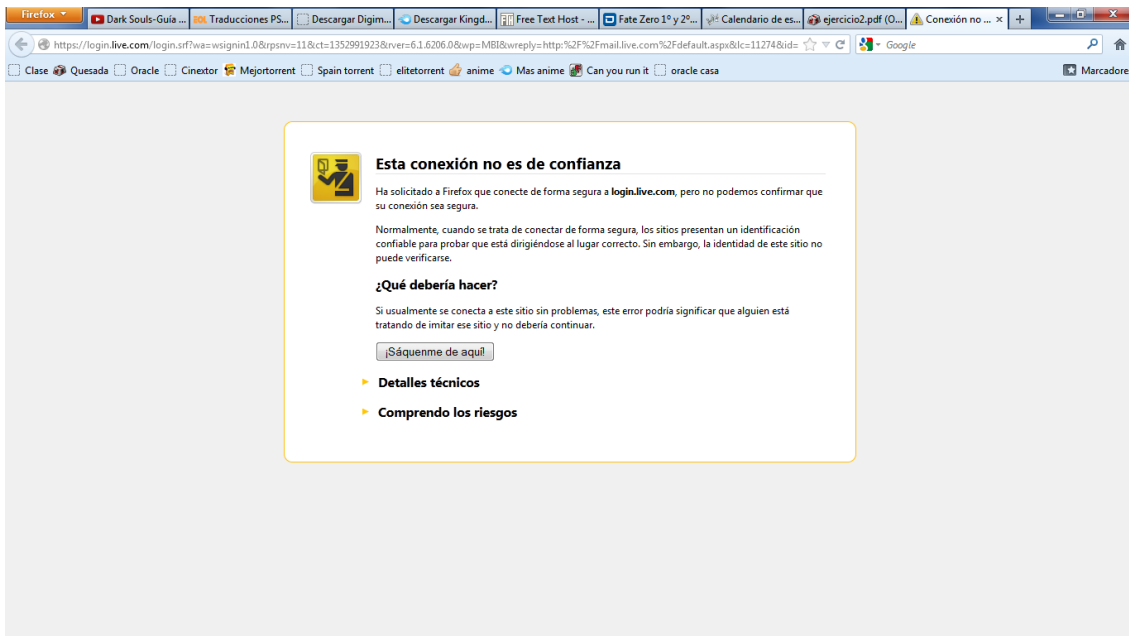 Firefox
Dark Souls-Guía ...
Traducciones PS...
Descargar Digim...
Descargar Kingd...
Free Text Host - ...
Fate Zero 1º y 2º...
Calendario de es...
ejercicio2.pdf (O...
Conexión no ...
https://login.live.com/login.srf?wa=wsignin1.0&rpsnv=11&ct=1352991923&rver=6.1.6206.0&wp=MBI&wreply=http:%2F%2Fmail.live.com%2Fdefault.aspx&lc=11274&id=
Google
Clase Quesada Oracle Cinextor Mejortorrent Spain torrent elitetorrent anime Mas anime Can you run it oracle casa
Marcadore
Esta conexión no es de confianza
Ha solicitado a Firefox que conecte de forma segura a login.live.com, pero no podemos confirmar que
su conexión sea segura.
Normalmente, cuando se trata de conectar de forma segura, los sitios presentan un identificación
confiable para probar que está dirigiéndose al lugar correcto. Sin embargo, la identidad de este sitio no
puede verificarse.
¿Qué debería hacer?
Si usualmente se conecta a este sitio sin problemas, este error podría significar que alguien está
tratando de imitar ese sitio y no debería continuar.
¡Sáquenme de aquí!
Detalles técnicos
Comprendo los riesgos